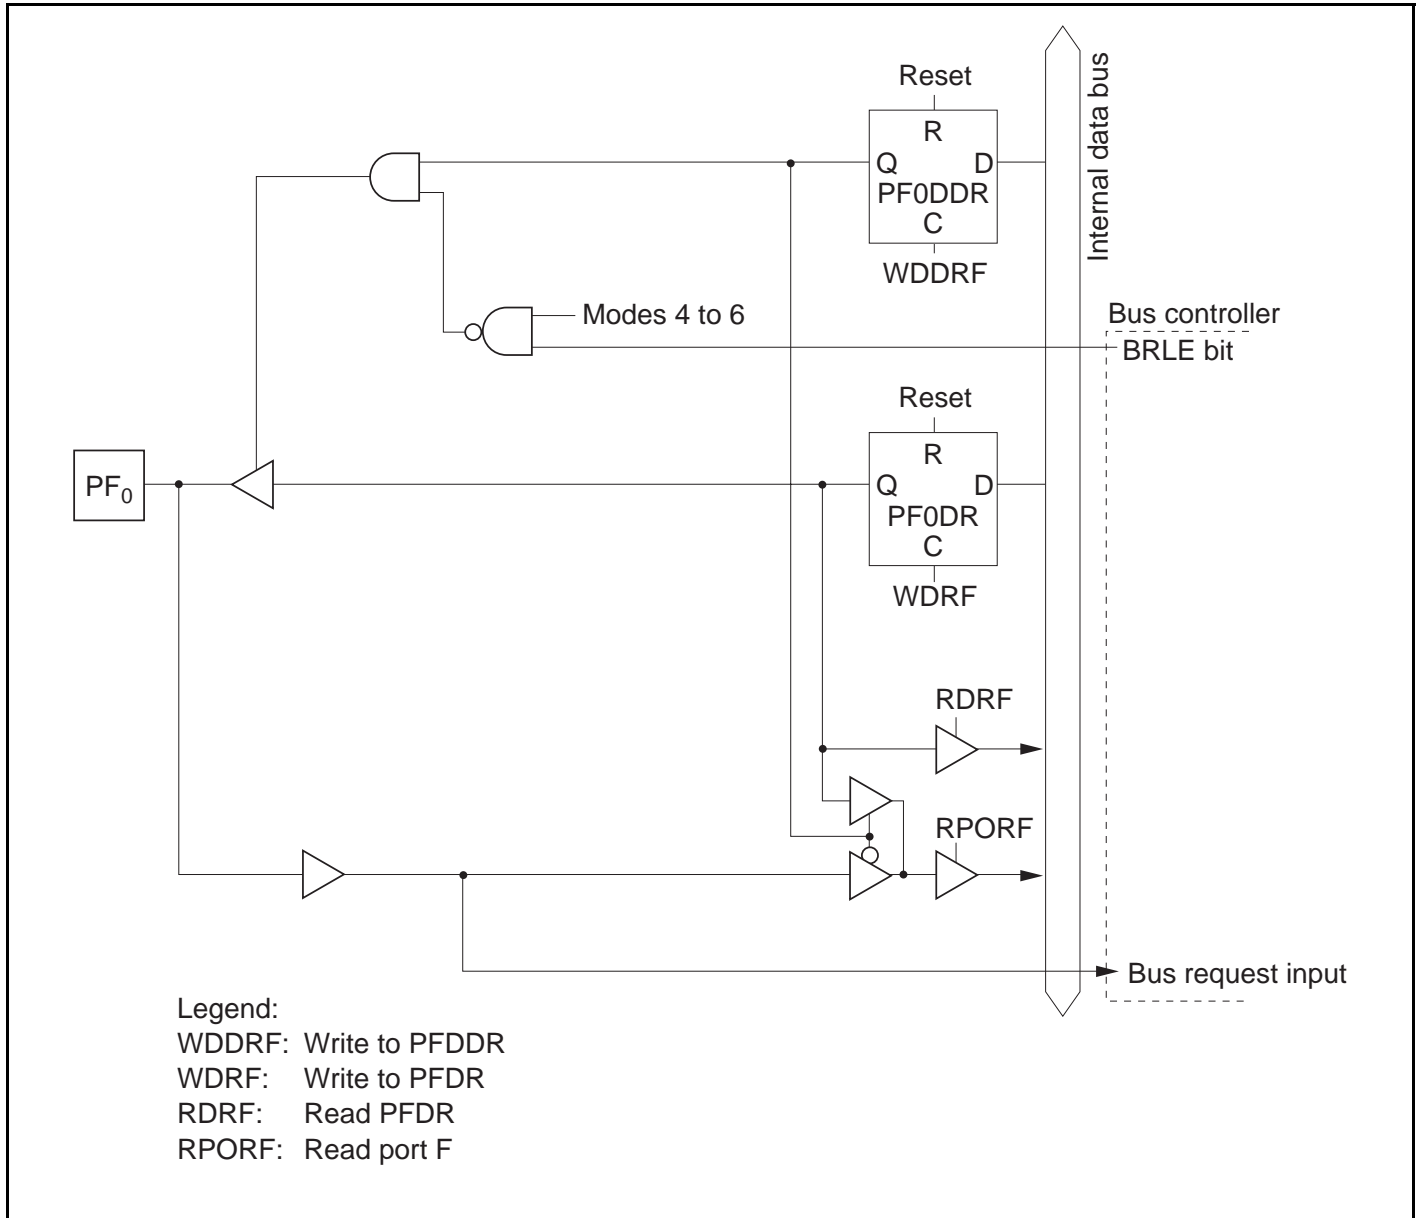 Reset
R
Q D
PF0DDR
C
WDDRF
Internal data bus
Modes 4 to 6
Bus controller
BRLE bit
Reset
R
Q D
PF0DR
C
WDRF
PF0
RDRF
RPORF
Bus request input
Legend:
WDDRF: Write to PFDDR
WDRF: Write to PFDR
RDRF: Read PFDR
RPORF: Read port F